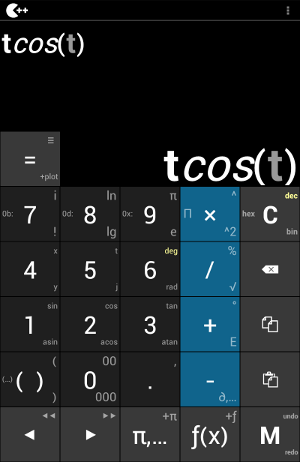 ++
tcos(t)
=
+plot
tcos(t)
i ln π ^ dec
0b: 7 0d: 8 0x: 9 Π × hex C
! lg e ^2 bin
x t deg %
4 5 6 /
y j rad √
sin cos tan °
1 2 3 +
asin acos atan E
( 00 ,
(...) ( ) 0 . -
) 000 ∂,...
+π +ƒ undo
π,... ƒ(x) M
redo